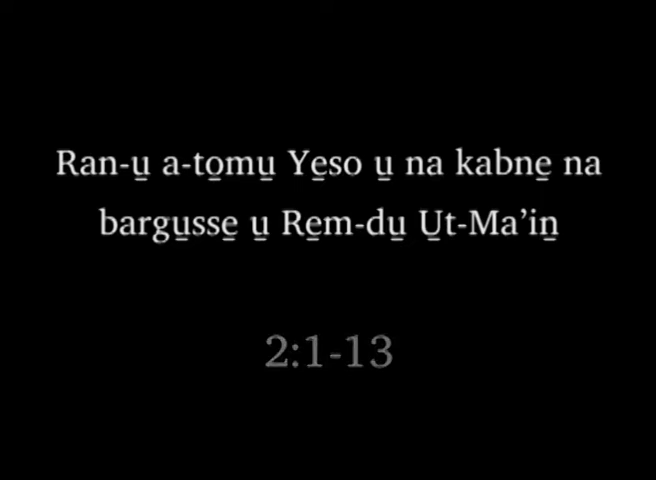 Ran-u̱ a-to̱mu̱ Ye̱so u̱ na kabne̱ na
bargu̱sse̱ u̱ Re̱m-du̱ U̱t-Ma’in̲
2:1-13